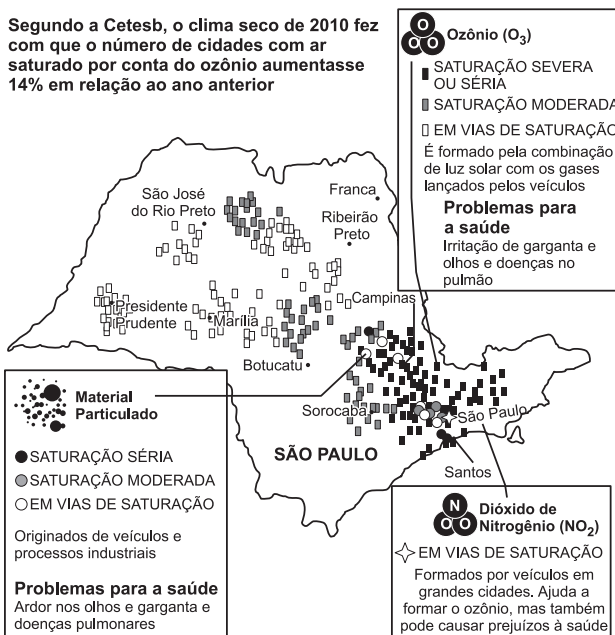 Segundo a Cetesb, o clima seco de 2010 fez
com que o número de cidades com ar
saturado por conta do ozônio aumentasse
14% em relação ao ano anterior
O O O
Ozônio (O₃)
SATURAÇÃO SEVERA
OU SÉRIA
SATURAÇÃO MODERADA
EM VIAS DE SATURAÇÃO
É formado pela combinação
de luz solar com os gases
lançados pelos veículos
Problemas para
a saúde
Irritação de garganta e
olhos e doenças no
pulmão
São José
do Rio Preto
Franca
Ribeirão
Preto
Presidente
Prudente
Marília
Campinas
Botucatu
Sorocaba
São Paulo
SÃO PAULO
Santos
Material
Particulado
SATURAÇÃO SÉRIA
SATURAÇÃO MODERADA
EM VIAS DE SATURAÇÃO
Originados de veículos e
processos industriais
Problemas para a saúde
Ardor nos olhos e garganta e
doenças pulmonares
N
O O
Dióxido de
Nitrogênio (NO₂)
EM VIAS DE SATURAÇÃO
Formados por veículos em
grandes cidades. Ajuda a
formar o ozônio, mas também
pode causar prejuízos à saúde